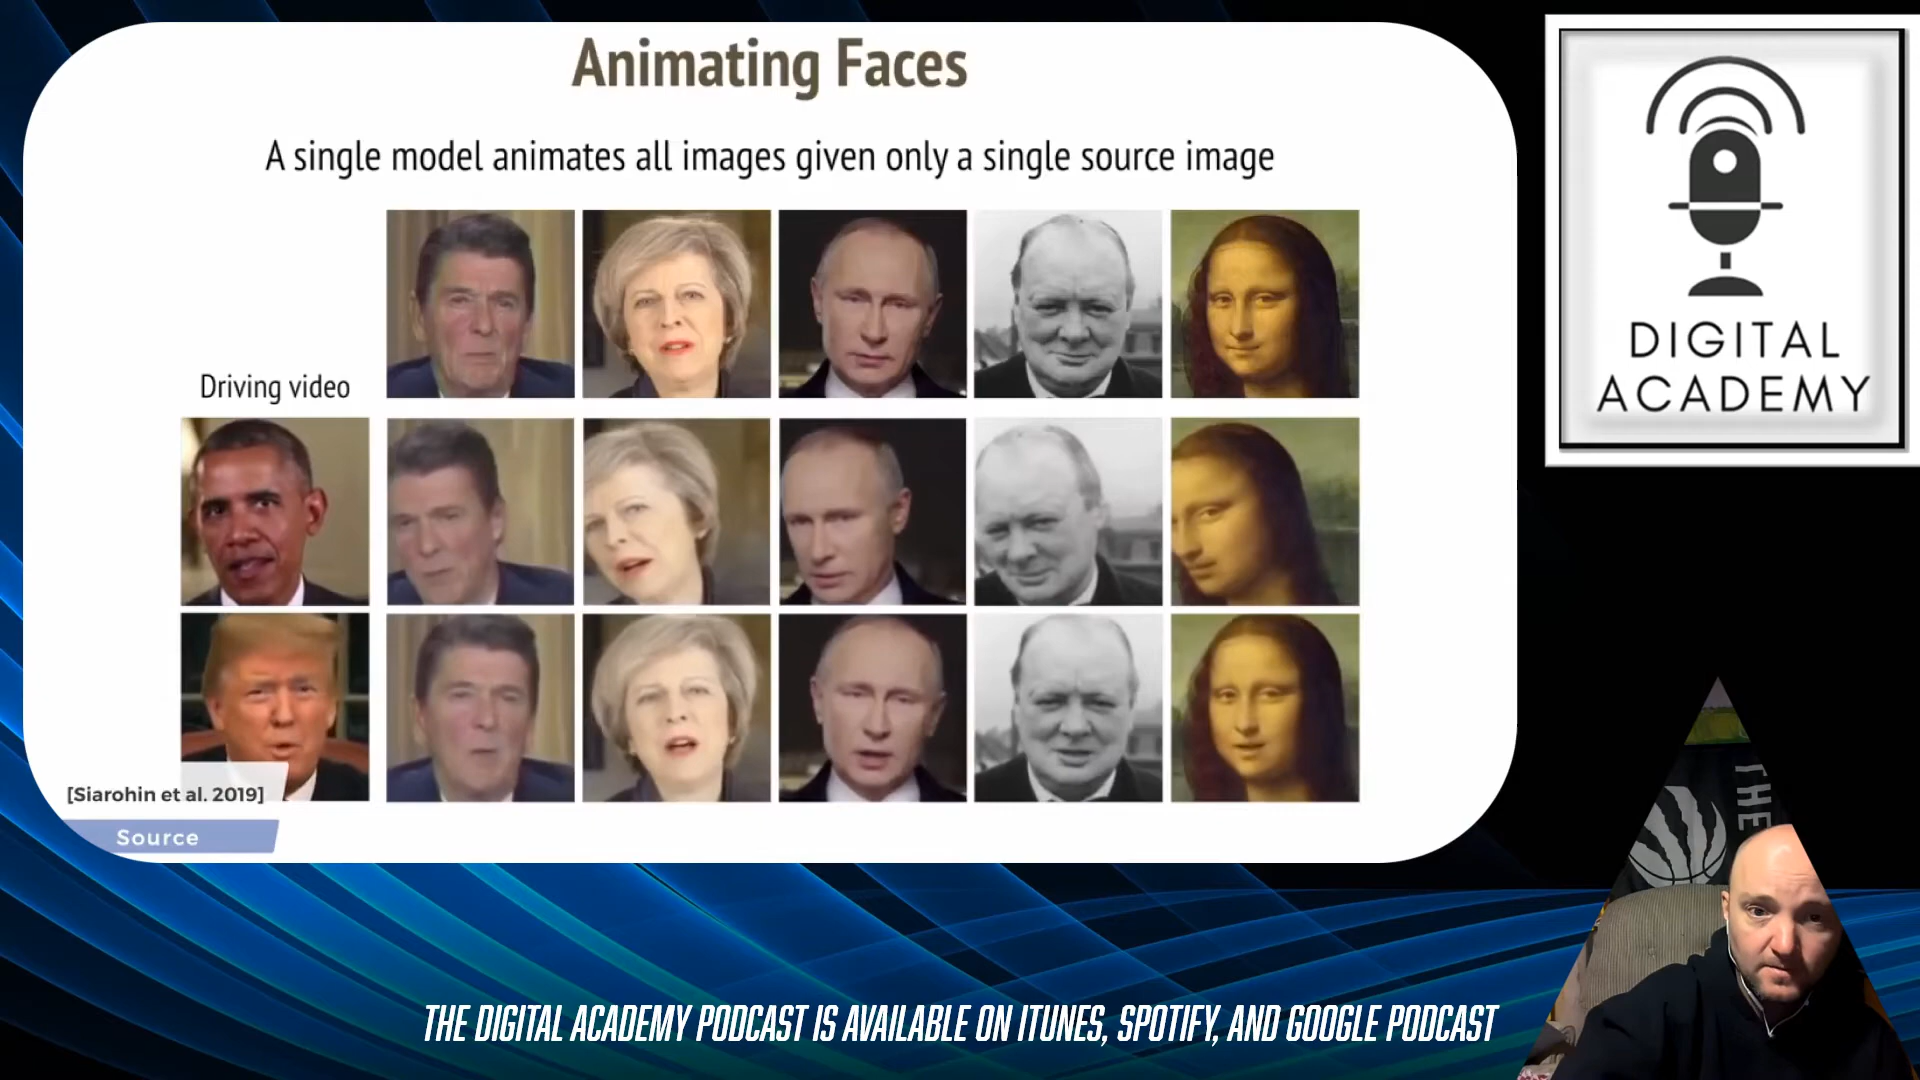 Animating Faces
A single model animates all images given only a single source image
Driving video
[Siarohin et al. 2019]
Source
DIGITAL
ACADEMY
THE
THE DIGITAL ACADEMY PODCAST IS AVAILABLE ON ITUNES, SPOTIFY, AND GOOGLE PODCAST